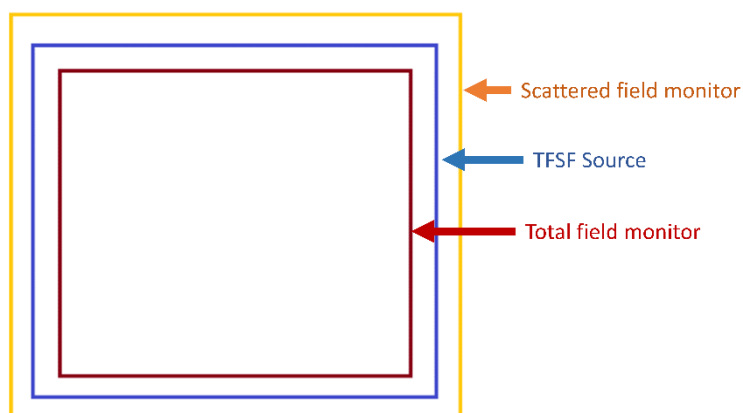 Scattered field monitor
TFSF Source
Total field monitor